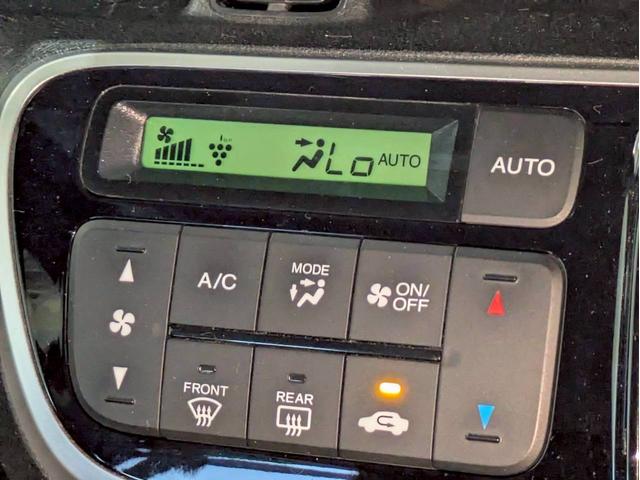 Lo AUTO
AUTO
A/C
MODE
ON/
OFF
FRONT
REAR